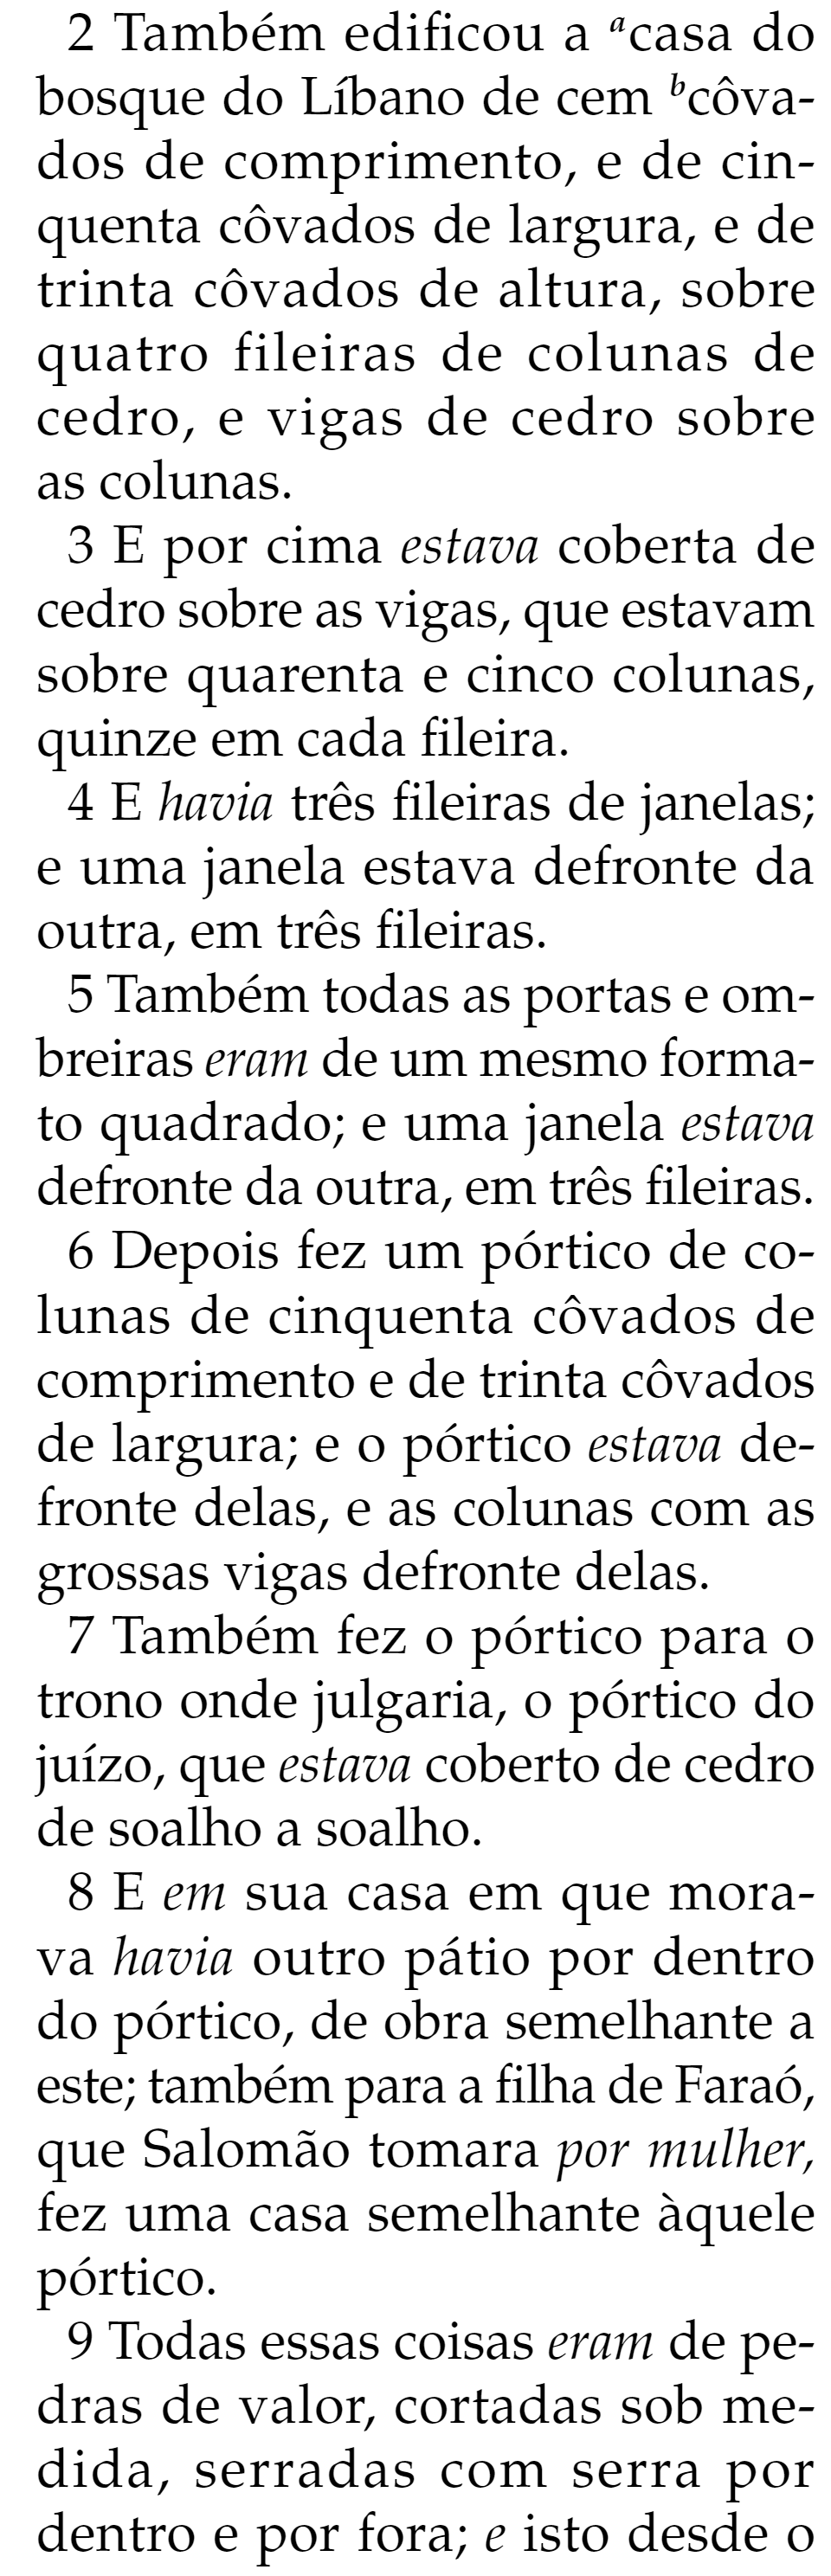 2 Também edificou a ᵃcasa do
bosque do Líbano de cem ᵇcôva-
dos de comprimento, e de cin-
quenta côvados de largura, e de
trinta côvados de altura, sobre
quatro fileiras de colunas de
cedro, e vigas de cedro sobre
as colunas.
3 E por cima estava coberta de
cedro sobre as vigas, que estavam
sobre quarenta e cinco colunas,
quinze em cada fileira.
4 E havia três fileiras de janelas;
e uma janela estava defronte da
outra, em três fileiras.
5 Também todas as portas e om-
breiras eram de um mesmo forma-
to quadrado; e uma janela estava
defronte da outra, em três fileiras.
6 Depois fez um pórtico de co-
lunas de cinquenta côvados de
comprimento e de trinta côvados
de largura; e o pórtico estava de-
fronte delas, e as colunas com as
grossas vigas defronte delas.
7 Também fez o pórtico para o
trono onde julgaria, o pórtico do
juízo, que estava coberto de cedro
de soalho a soalho.
8 E em sua casa em que mora-
va havia outro pátio por dentro
do pórtico, de obra semelhante a
este; também para a filha de Faraó,
que Salomão tomara por mulher,
fez uma casa semelhante àquele
pórtico.
9 Todas essas coisas eram de pe-
dras de valor, cortadas sob me-
dida, serradas com serra por
dentro e por fora; e isto desde o